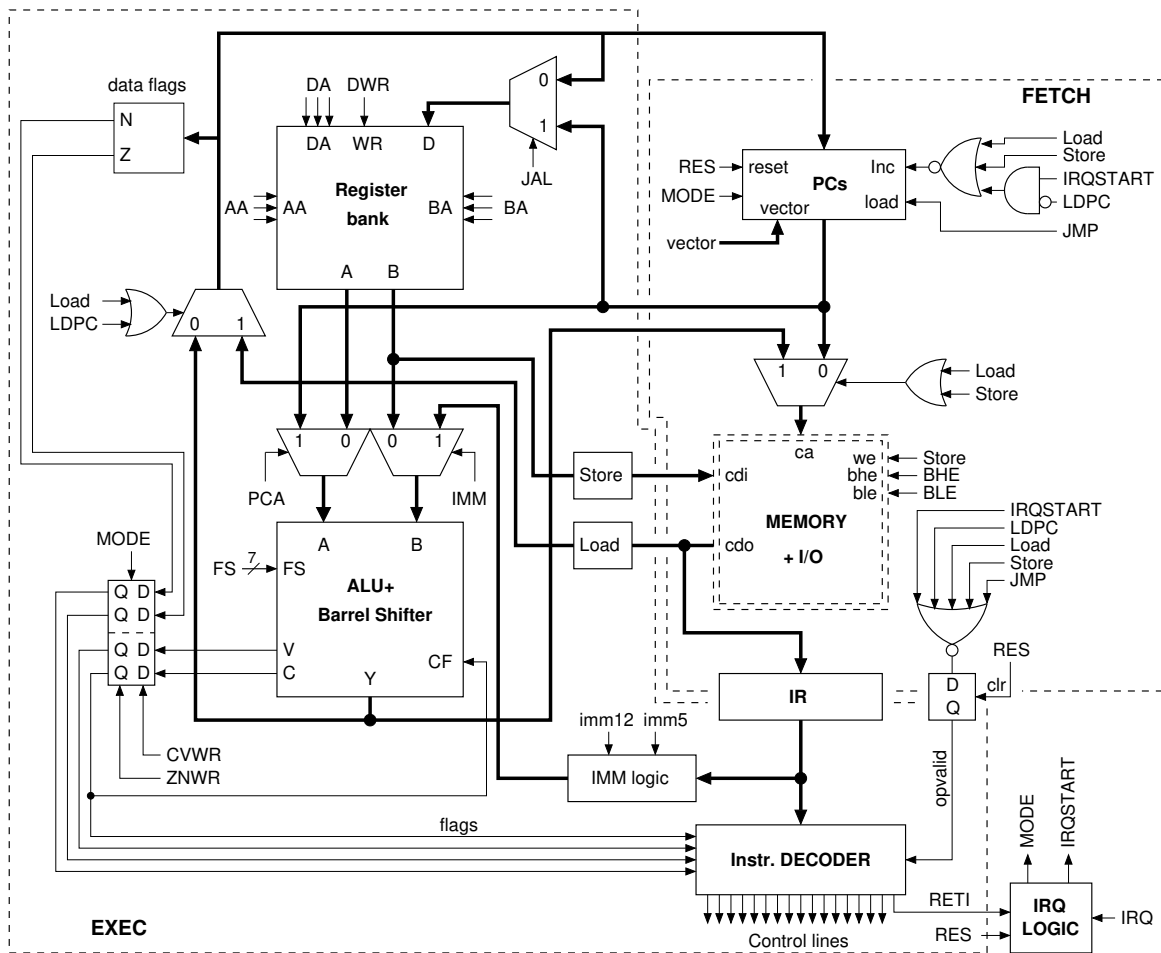 data flags
N
Z
DA
DWR
DA
WR
D
0
1
JAL
FETCH
AA
AA
Register
bank
BA
BA
A
B
RES
MODE
reset
PCs
Inc
vector
load
vector
Load
Store
IRQSTART
LDPC
JMP
Load
LDPC
0
1
1
0
Load
Store
1
0
0
1
PCA
IMM
Store
Load
ca
cdi
cdo
we
bhe
ble
MEMORY
+ I/O
Store
BHE
BLE
IRQSTART
LDPC
Load
Store
JMP
MODE
Q D
Q D
Q D
Q D
FS
7
FS
A
B
ALU+
Barrel Shifter
V
C
CF
Y
CVWR
ZNWR
IR
D
Q
clr
RES
imm12
imm5
IMM logic
opvalid
flags
Instr. DECODER
MODE
IRQSTART
RETI
IRQ
LOGIC
IRQ
RES
Control lines
EXEC